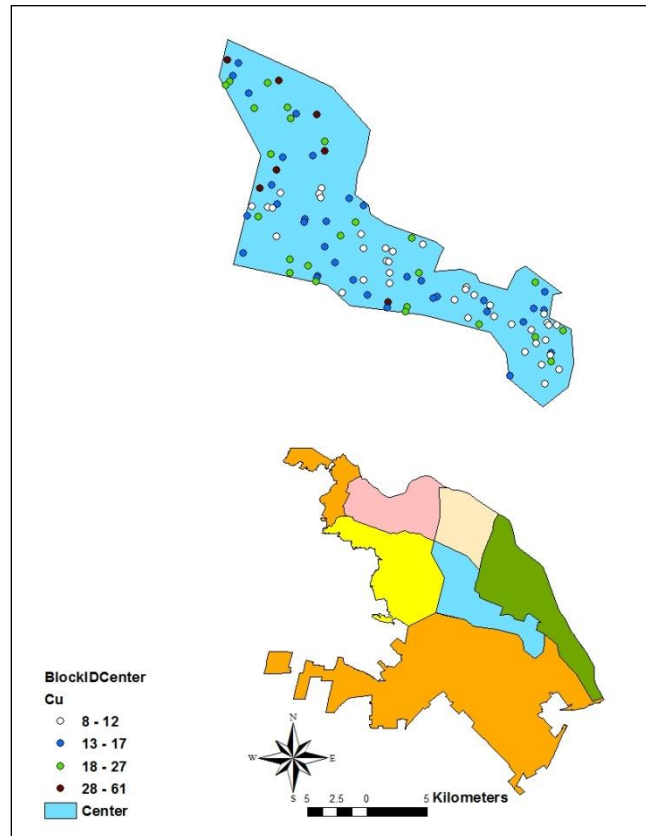 BlockIDCenter
Cu
8 - 12
13 - 17
18 - 27
28 - 61
Center
N
W E
S
5 2.5 0 5 Kilometers